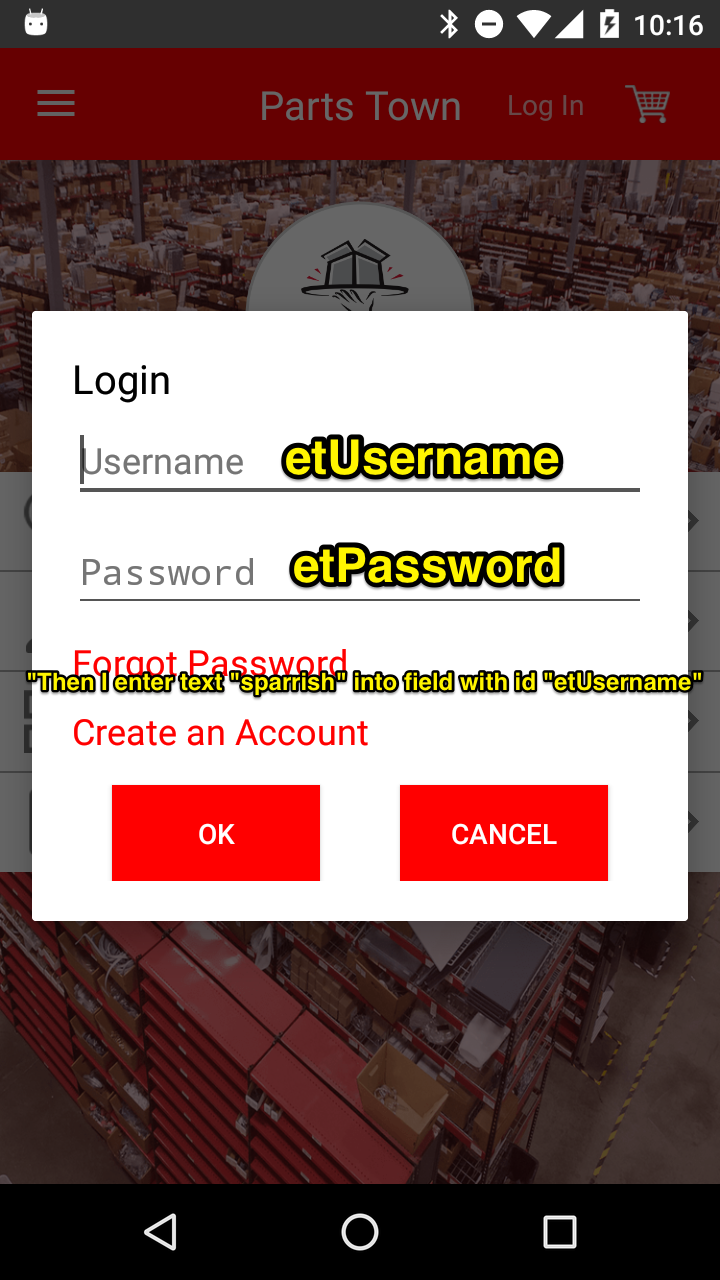 10:16
Parts Town Log In
Login
Username etUsername
Password etPassword
Forgot Password
"Then I enter text "sparrish" into field with id "etUsername"
Create an Account
OK CANCEL